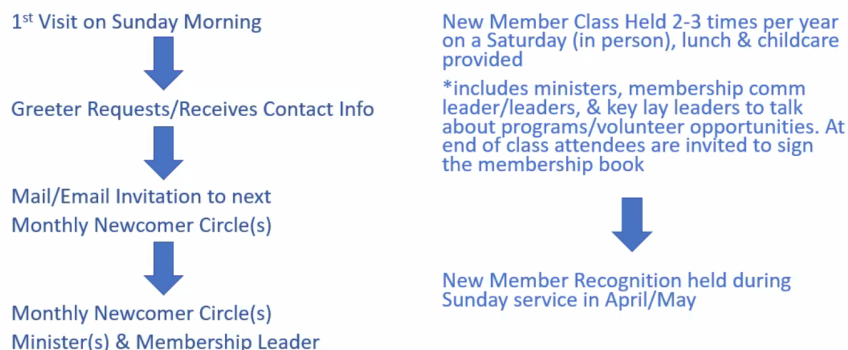 1st Visit on Sunday Morning
Greeter Requests/Receives Contact Info
Mail/Email Invitation to next
Monthly Newcomer Circle(s)
Monthly Newcomer Circle(s)
Minister(s) & Membership Leader
New Member Class Held 2-3 times per year
on a Saturday (in person), lunch & childcare
provided
*includes ministers, membership comm
leader/leaders, & key lay leaders to talk
about programs/volunteer opportunities. At
end of class attendees are invited to sign
the membership book
New Member Recognition held during
Sunday service in April/May